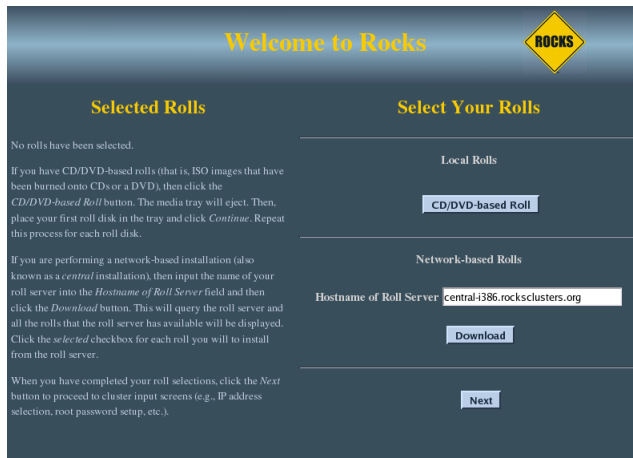 Welcome to Rocks
ROCKS
Selected Rolls
No rolls have been selected.
If you have CD/DVD-based rolls (that is, ISO images that have
been burned onto CDs or a DVD), then click the
CD/DVD-based Roll button. The media tray will eject. Then,
place your first roll disk in the tray and click Continue. Repeat
this process for each roll disk.
If you are performing a network-based installation (also
known as a central installation), then input the name of your
roll server into the Hostname of Roll Server field and then
click the Download button. This will query the roll server and
all the rolls that the roll server has available will be displayed.
Click the selected checkbox for each roll you will to install
from the roll server.
When you have completed your roll selections, click the Next
button to proceed to cluster input screens (e.g., IP address
selection, root password setup, etc.).
Select Your Rolls
Local Rolls
CD/DVD-based Roll
Network-based Rolls
Hostname of Roll Server central-i386.rocksclusters.org
Download
Next